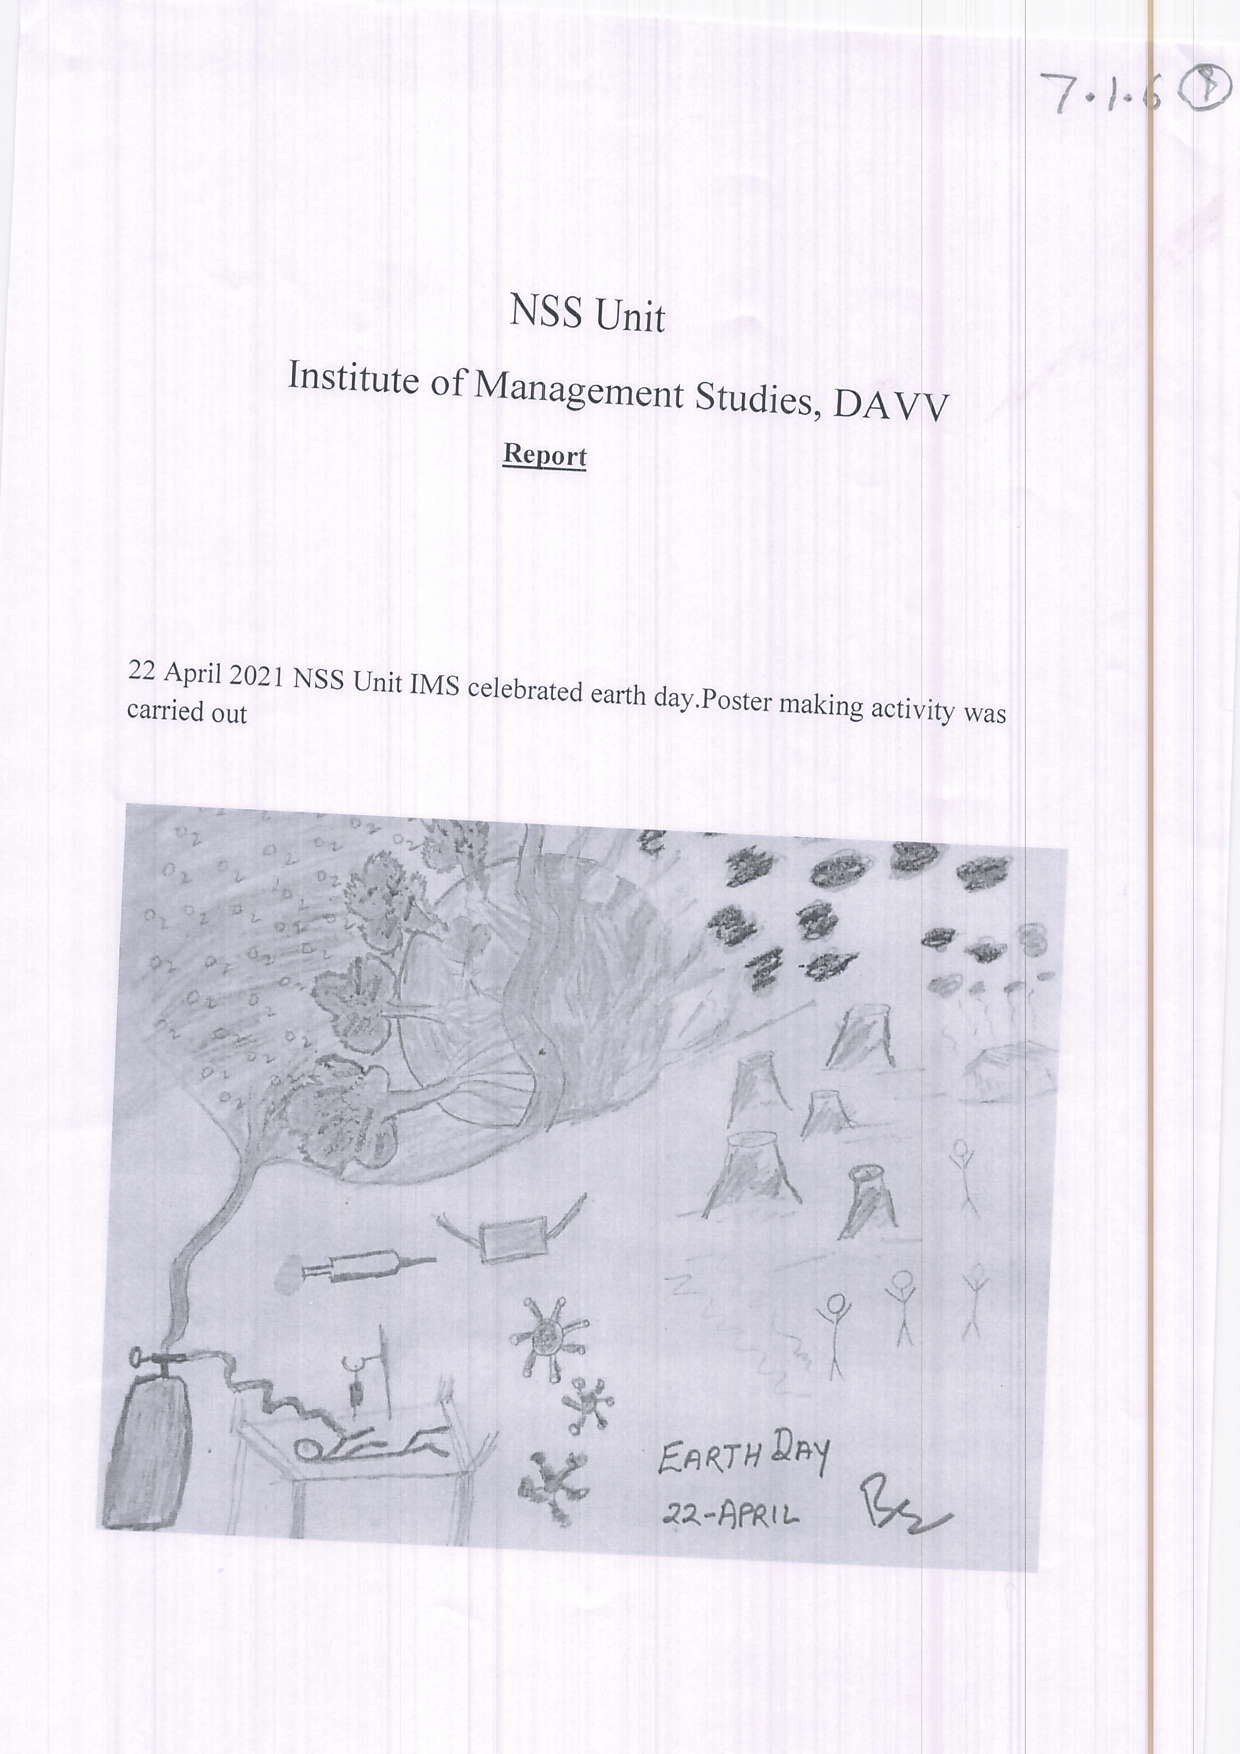 7.1.6
NSS Unit
Institute of Management Studies, DAVV
Report
22 April 2021 NSS Unit IMS celebrated earth day.Poster making activity was
carried out
EARTH DAY
22-APRIL